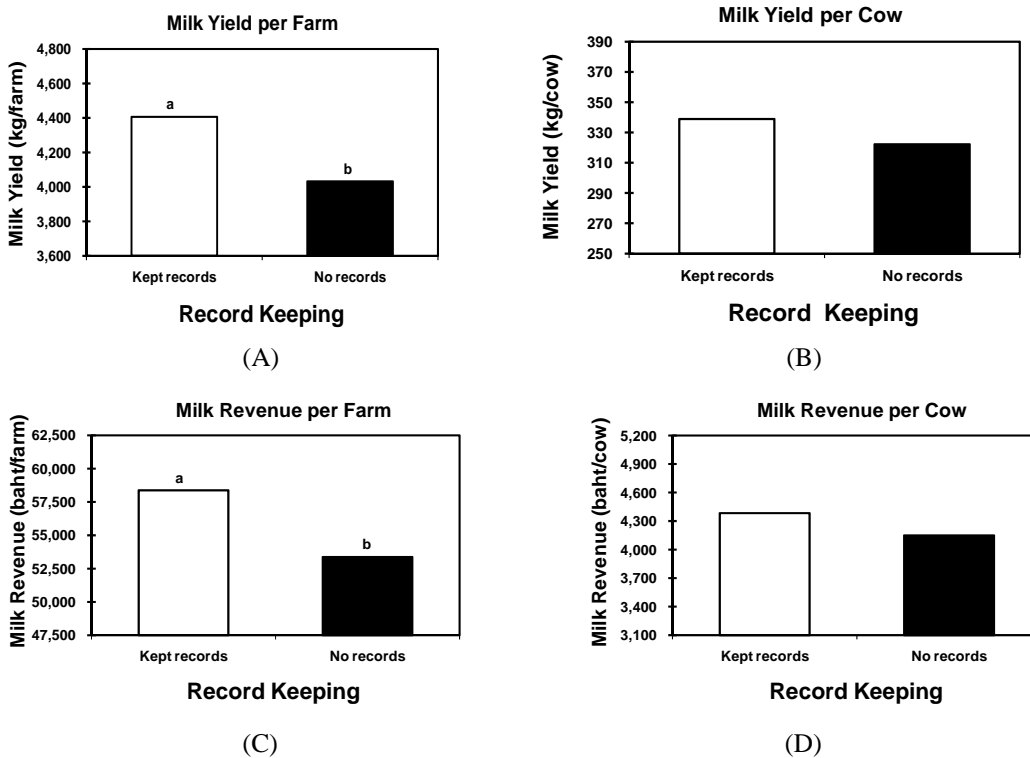 Milk Yield per Farm
Milk Yield (kg/farm)
4,800
4,600
4,400
4,200
4,000
3,800
3,600
a
b
Kept records
No records
Record Keeping
(A)
Milk Yield per Cow
Milk Yield (kg/cow)
390
370
350
330
310
290
270
250
Kept records
No records
Record Keeping
(B)
Milk Revenue per Farm
Milk Revenue (baht/farm)
62,500
60,000
57,500
55,000
52,500
50,000
47,500
a
b
Kept records
No records
Record Keeping
(C)
Milk Revenue per Cow
Milk Revenue (baht/cow)
5,200
4,900
4,600
4,300
4,000
3,700
3,400
3,100
Kept records
No records
Record Keeping
(D)